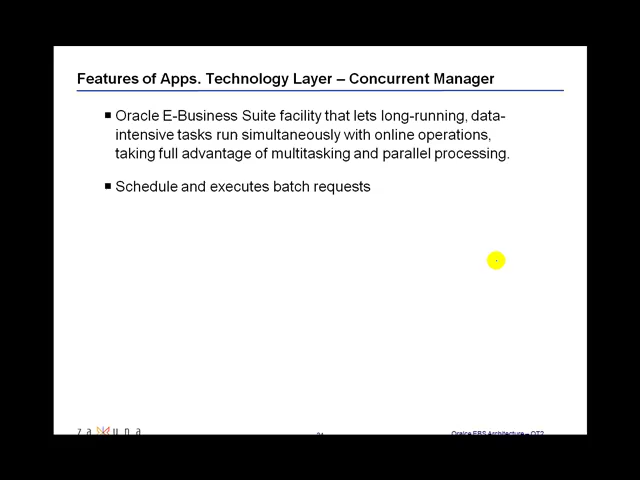 Features of Apps. Technology Layer – Concurrent Manager
■ Oracle E-Business Suite facility that lets long-running, data-
intensive tasks run simultaneously with online operations,
taking full advantage of multitasking and parallel processing.
■ Schedule and executes batch requests
zakuna
Oralce EBS Architecture – OT2